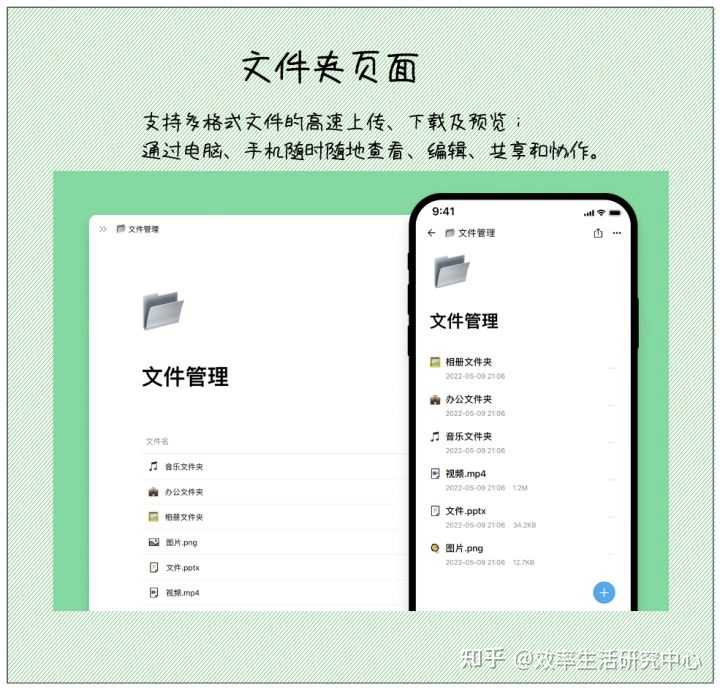 文件夹页面
支持多格式文件的高速上传、下载及预览；
通过电脑、手机随时随地查看、编辑、共享和协作。
文件管理
文件管理
文件名
音乐文件夹
办公文件夹
相册文件夹
图片.png
文件.pptx
视频.mp4
9:41
文件管理
文件管理
相册文件夹
2022-05-09 21:06
办公文件夹
2022-05-09 21:06
音乐文件夹
2022-05-09 21:06
视频.mp4
2022-05-09 21:06 1.2M
文件.pptx
2022-05-09 21:06 34.2KB
图片.png
2022-05-09 21:06 12.7KB
知乎 @效率生活研究中心